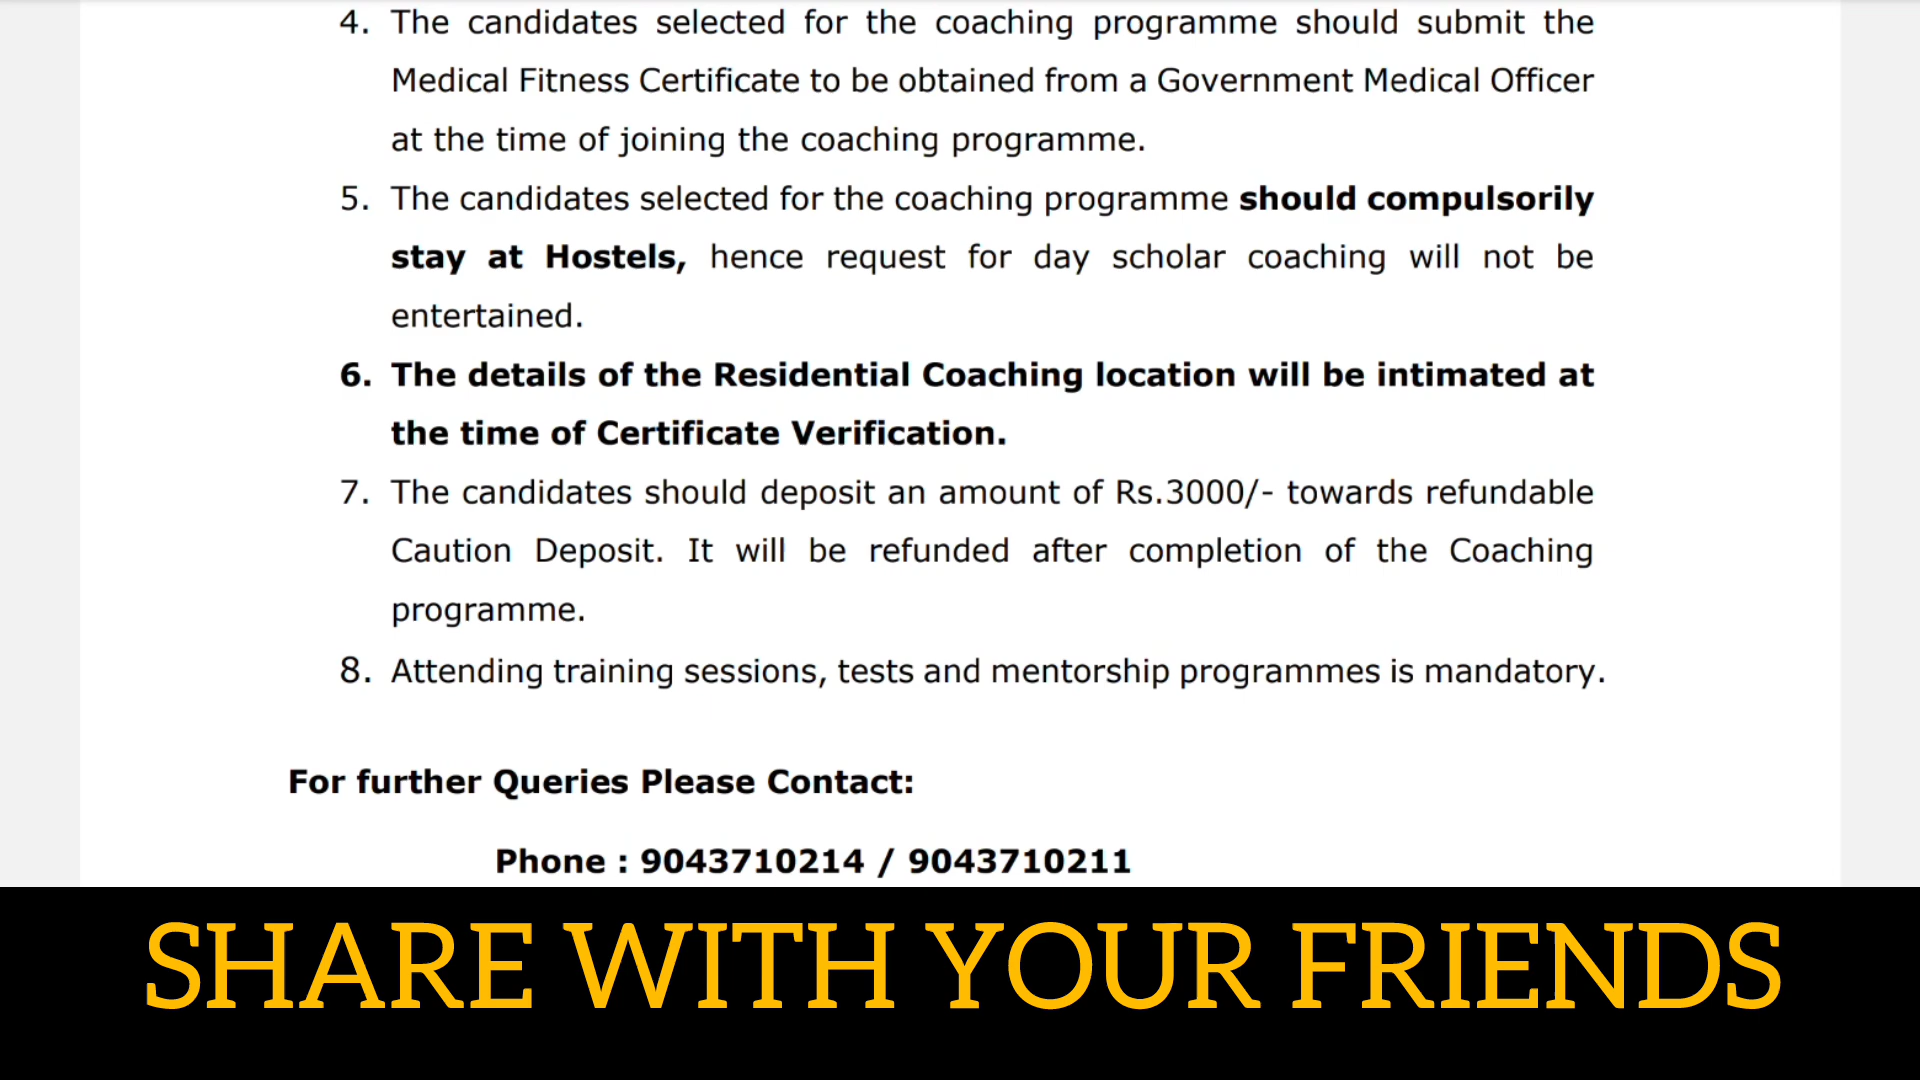 4. The candidates selected for the coaching programme should submit the
Medical Fitness Certificate to be obtained from a Government Medical Officer
at the time of joining the coaching programme.
5. The candidates selected for the coaching programme should compulsorily
stay at Hostels, hence request for day scholar coaching will not be
entertained.
6. The details of the Residential Coaching location will be intimated at
the time of Certificate Verification.
7. The candidates should deposit an amount of Rs.3000/- towards refundable
Caution Deposit. It will be refunded after completion of the Coaching
programme.
8. Attending training sessions, tests and mentorship programmes is mandatory.
For further Queries Please Contact:
Phone : 9043710214 / 9043710211
SHARE WITH YOUR FRIENDS